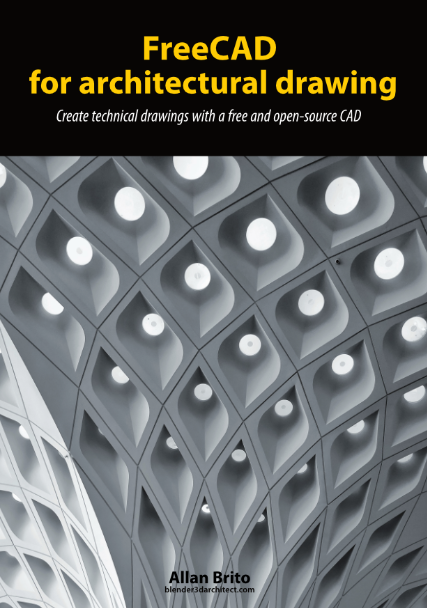 FreeCAD
for architectural drawing
Create technical drawings with a free and open-source CAD
Allan Brito
blender3darchitect.com